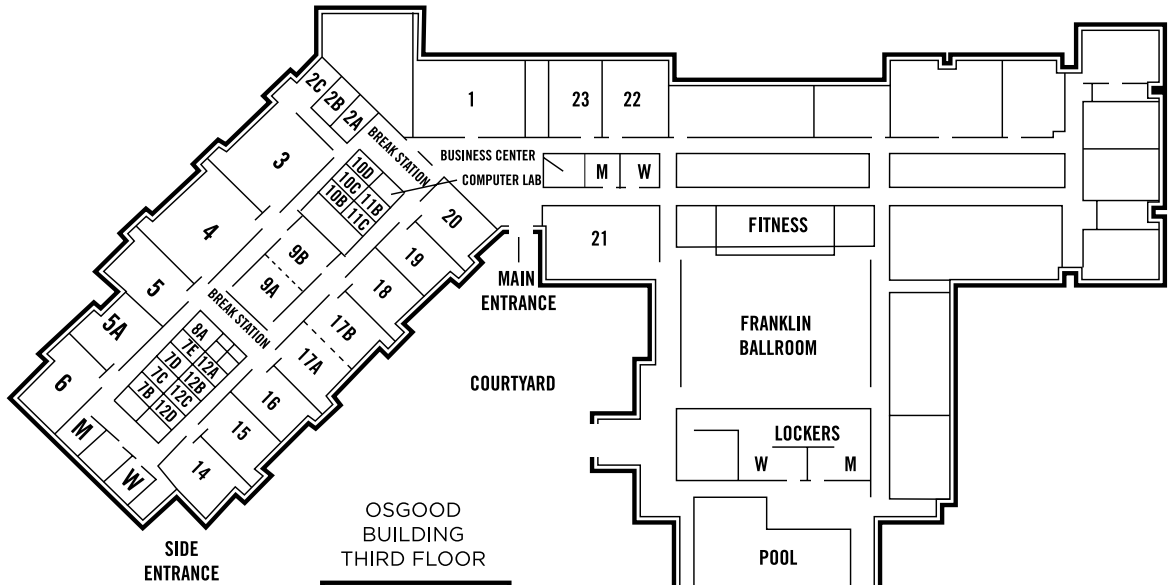 2C
2B
2A
1
23
22
BREAK STATION
BUSINESS CENTER
M
W
COMPUTER LAB
3
10D
10C
10B
11B
11C
20
4
9B
9A
19
21
FITNESS
MAIN
ENTRANCE
18
5
BREAK STATION
17B
17A
FRANKLIN
BALLROOM
5A
8A
7E
12A
7D
12B
7C
12C
7B
12D
COURTYARD
6
16
15
14
M
W
LOCKERS
W
M
OSGOOD
BUILDING
THIRD FLOOR
SIDE
ENTRANCE
POOL